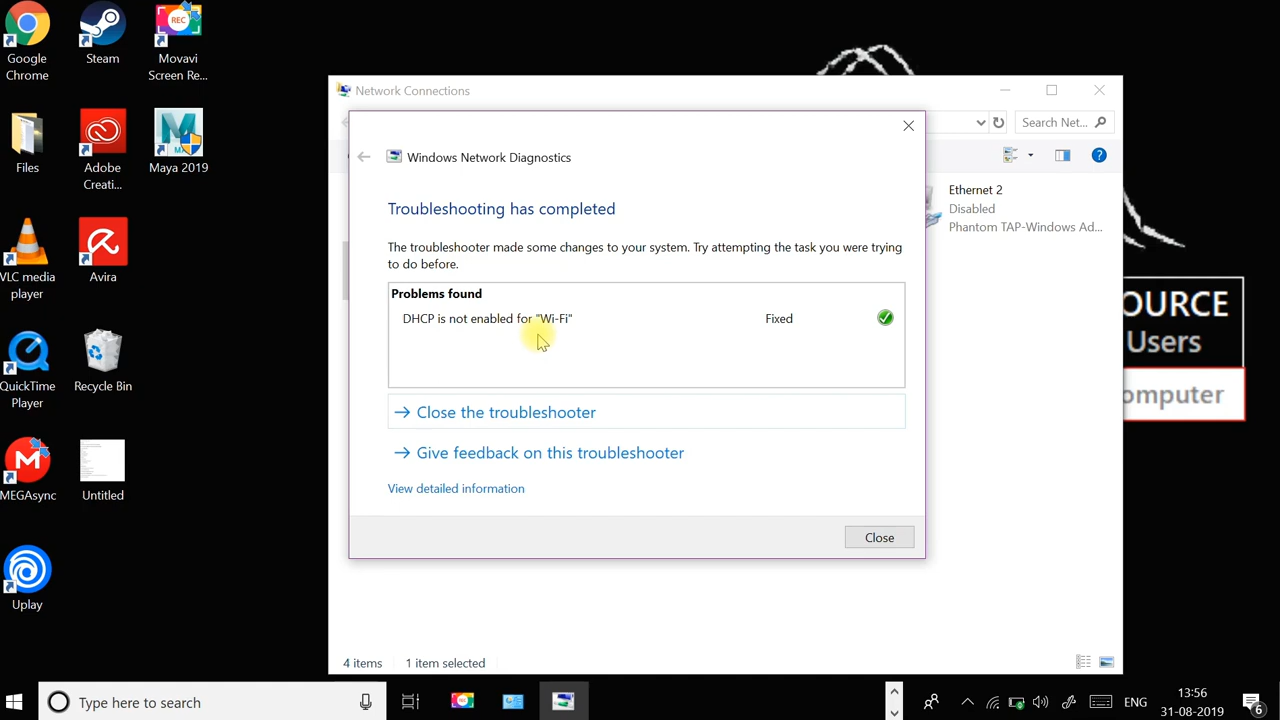 Google
Chrome
Steam
REC
Movavi
Screen Re...
Files
Adobe
Creati...
Maya 2019
VLC media
player
Avira
QuickTime
Player
Recycle Bin
MEGAsync
Untitled
Uplay
Network Connections
Search Net...
Windows Network Diagnostics
Troubleshooting has completed
The troubleshooter made some changes to your system. Try attempting the task you were trying
to do before.
Problems found
DHCP is not enabled for "Wi-Fi" Fixed
Close the troubleshooter
Give feedback on this troubleshooter
View detailed information
Close
Ethernet 2
Disabled
Phantom TAP-Windows Ad...
OURCE
Users
omputer
4 items 1 item selected
Type here to search
ENG
13:56
31-08-2019
6